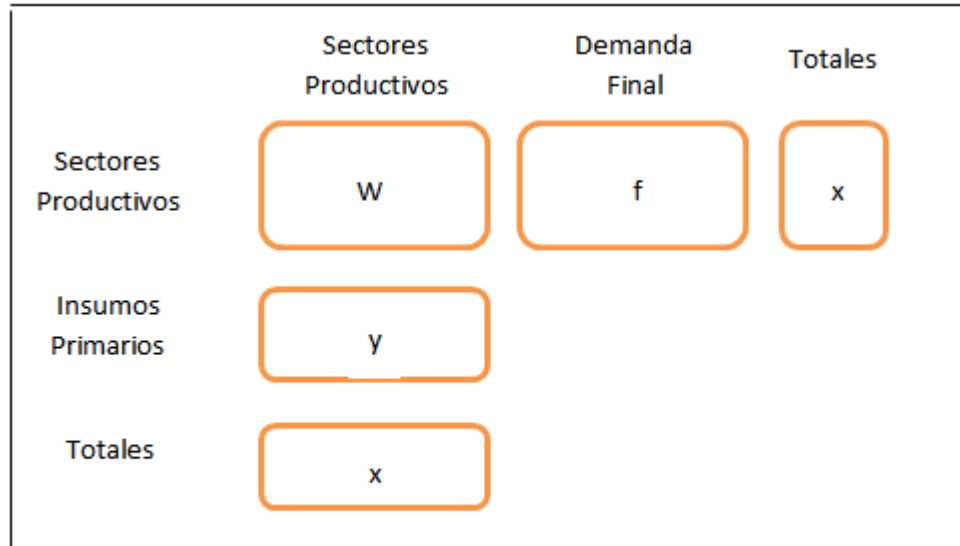 Sectores
Productivos
Demanda
Final
Totales
Sectores
Productivos
W
f
x
Insumos
Primarios
y
Totales
x